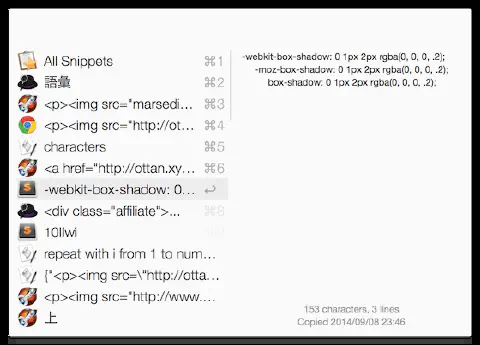 All Snippets ⌘1
語彙 ⌘2
<p><img src="marsedi... ⌘3
<p><img src="http://ott... ⌘4
characters ⌘5
<a href="http://ottan.xy... ⌘6
-webkit-box-shadow: 0... ↩
<div class="affiliate">... ⌘8
10llwi
repeat with i from 1 to num...
{"<p><img src=\"http://otta...
<p><img src="http://www....
上
-webkit-box-shadow: 0 1px 2px rgba(0, 0, 0, .2);
-moz-box-shadow: 0 1px 2px rgba(0, 0, 0, .2);
box-shadow: 0 1px 2px rgba(0, 0, 0, .2);
153 characters, 3 lines
Copied 2014/09/08 23:46